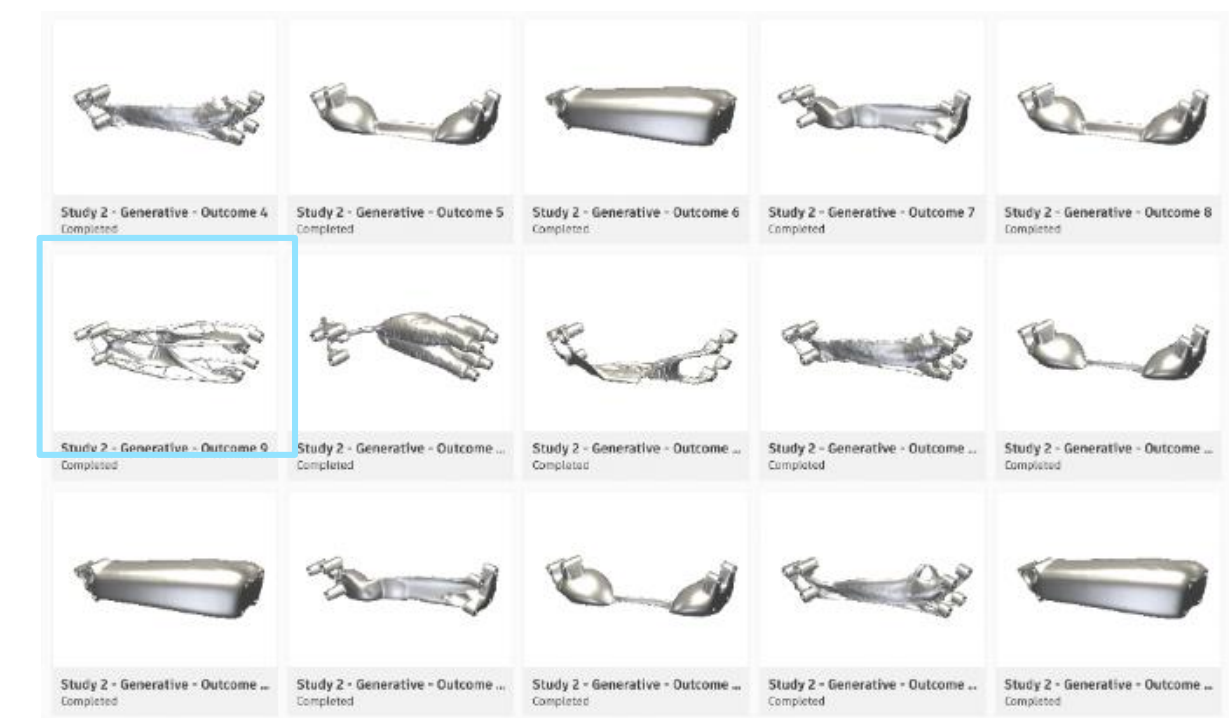 Study 2 - Generative - Outcome 4
Completed
Study 2 - Generative - Outcome 5
Completed
Study 2 - Generative - Outcome 6
Completed
Study 2 - Generative - Outcome 7
Completed
Study 2 - Generative - Outcome 8
Completed
Study 2 - Generative - Outcome 9
Completed
Study 2 - Generative - Outcome ...
Completed
Study 2 - Generative - Outcome ...
Completed
Study 2 - Generative - Outcome ...
Completed
Study 2 - Generative - Outcome ...
Completed
Study 2 - Generative - Outcome ...
Completed
Study 2 - Generative - Outcome ...
Completed
Study 2 - Generative - Outcome ...
Completed
Study 2 - Generative - Outcome ...
Completed
Study 2 - Generative - Outcome ...
Completed